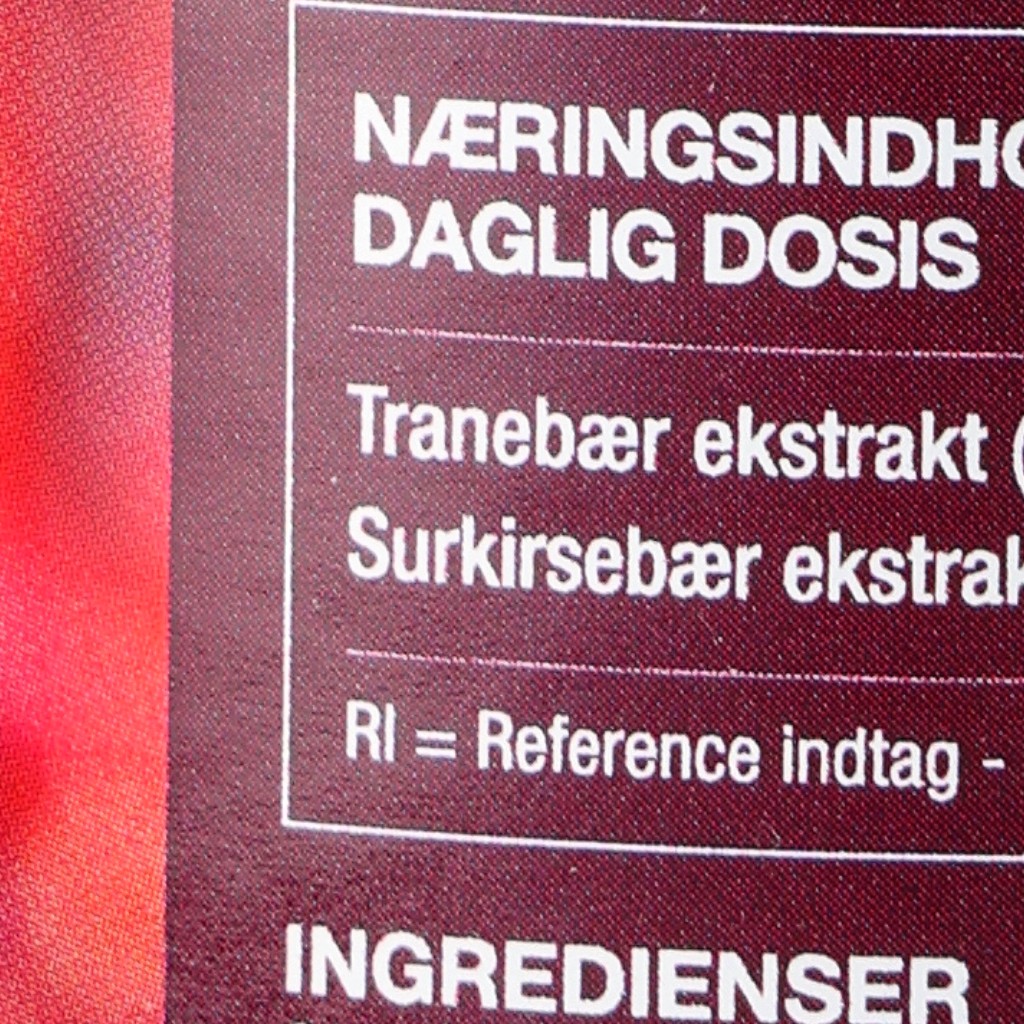 NÆRINGSINDHO
DAGLIG DOSIS
Tranebær ekstrakt (
Surkirsebær ekstrak
RI = Reference indtag -
INGREDIENSER